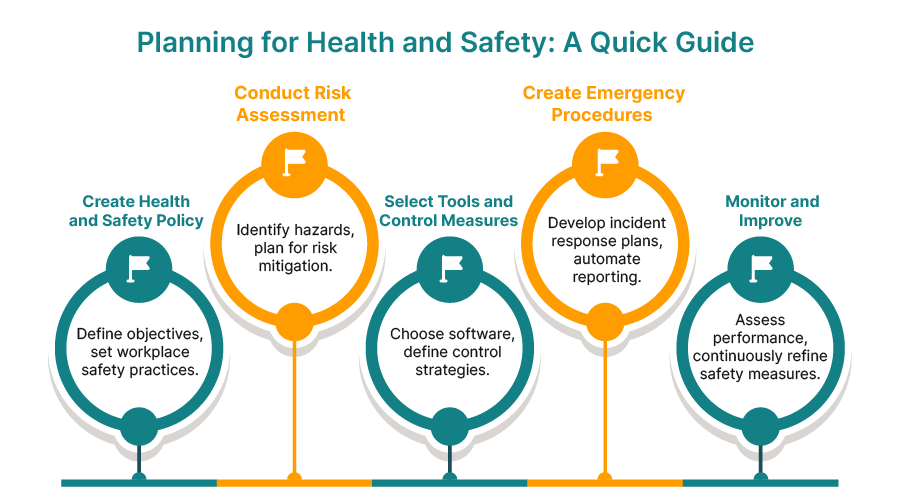 Planning for Health and Safety: A Quick Guide
Create Health
and Safety Policy
Define objectives,
set workplace
safety practices.
Conduct Risk
Assessment
Identify hazards,
plan for risk
mitigation.
Select Tools and
Control Measures
Choose software,
define control
strategies.
Create Emergency
Procedures
Develop incident
response plans,
automate
reporting.
Monitor and
Improve
Assess
performance,
continuously refine
safety measures.